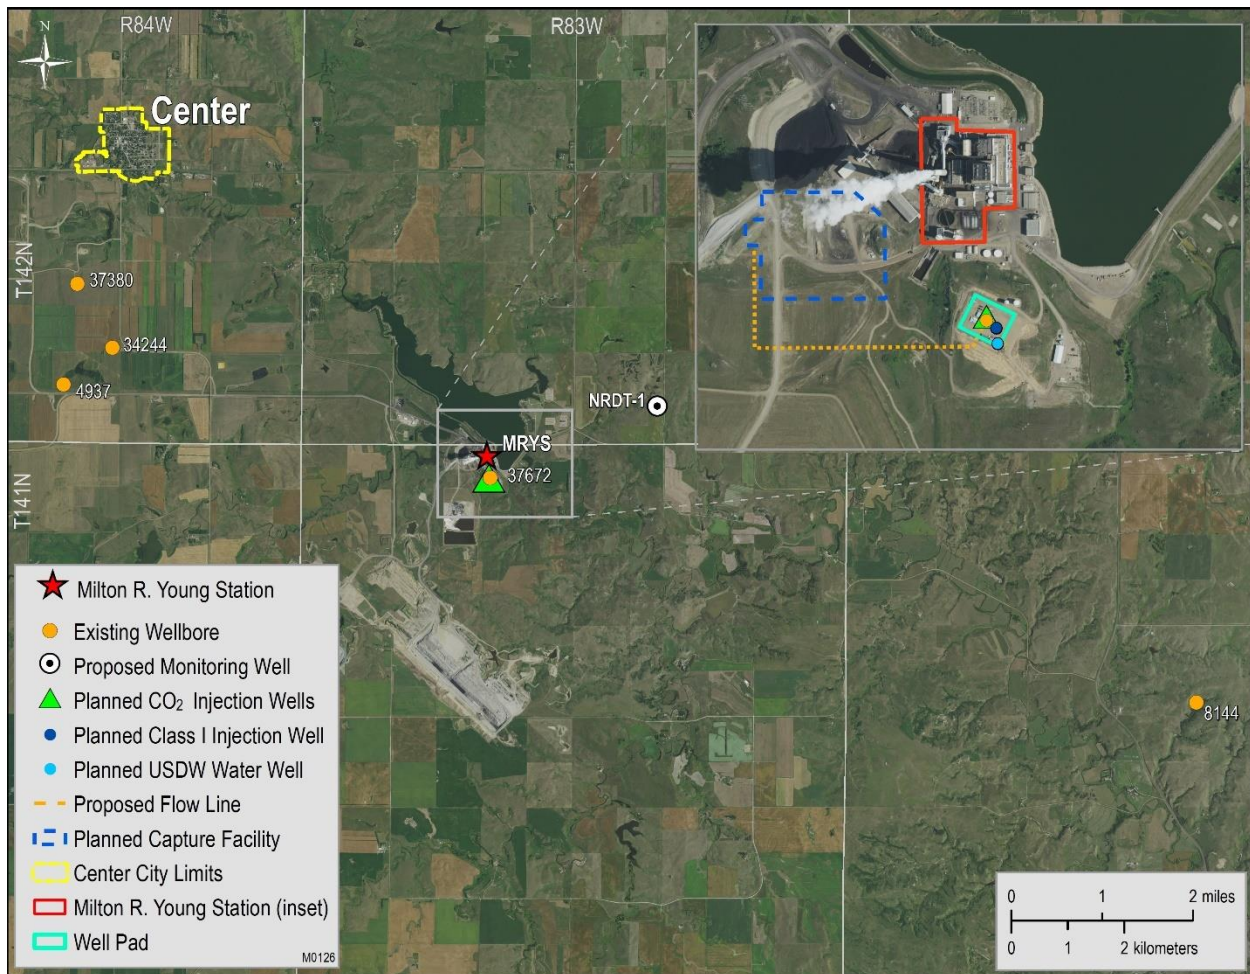 N
R84W
R83W
Center
T142N
37380
34244
4937
NRDT-1
MRYS
37672
T141N
8144
Milton R. Young Station
Existing Wellbore
Proposed Monitoring Well
Planned CO₂ Injection Wells
Planned Class I Injection Well
Planned USDW Water Well
Proposed Flow Line
Planned Capture Facility
Center City Limits
Milton R. Young Station (inset)
Well Pad
M0126
0 1 2 miles
0 1 2 kilometers